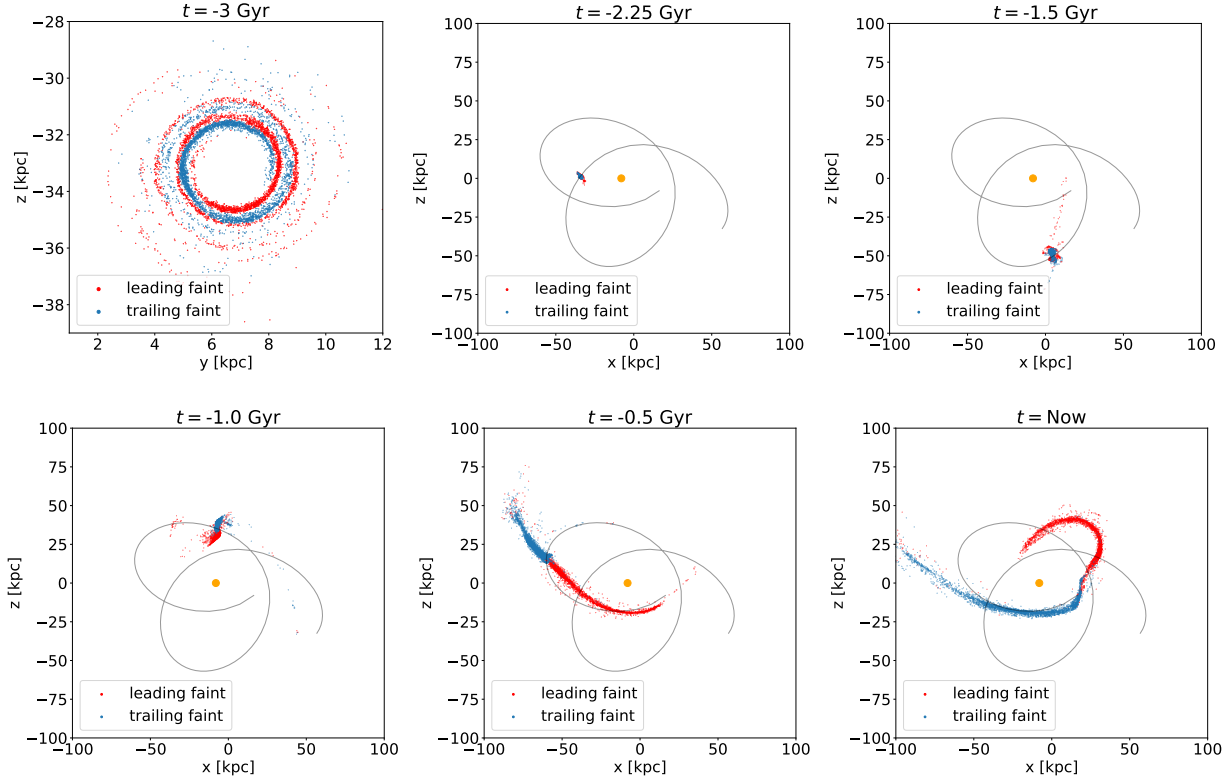 t = -3 Gyr
−28
−30
−32
−34
−36
−38
z [kpc]
2
4
6
8
10
12
y [kpc]
leading faint
trailing faint
t = -2.25 Gyr
100
75
50
25
0
−25
−50
−75
−100
z [kpc]
−100
−50
0
50
100
x [kpc]
leading faint
trailing faint
t = -1.5 Gyr
100
75
50
25
0
−25
−50
−75
−100
z [kpc]
−100
−50
0
50
100
x [kpc]
leading faint
trailing faint
t = -1.0 Gyr
100
75
50
25
0
−25
−50
−75
−100
z [kpc]
−100
−50
0
50
100
x [kpc]
leading faint
trailing faint
t = -0.5 Gyr
100
75
50
25
0
−25
−50
−75
−100
z [kpc]
−100
−50
0
50
100
x [kpc]
leading faint
trailing faint
t = Now
100
75
50
25
0
−25
−50
−75
−100
z [kpc]
−100
−50
0
50
100
x [kpc]
leading faint
trailing faint